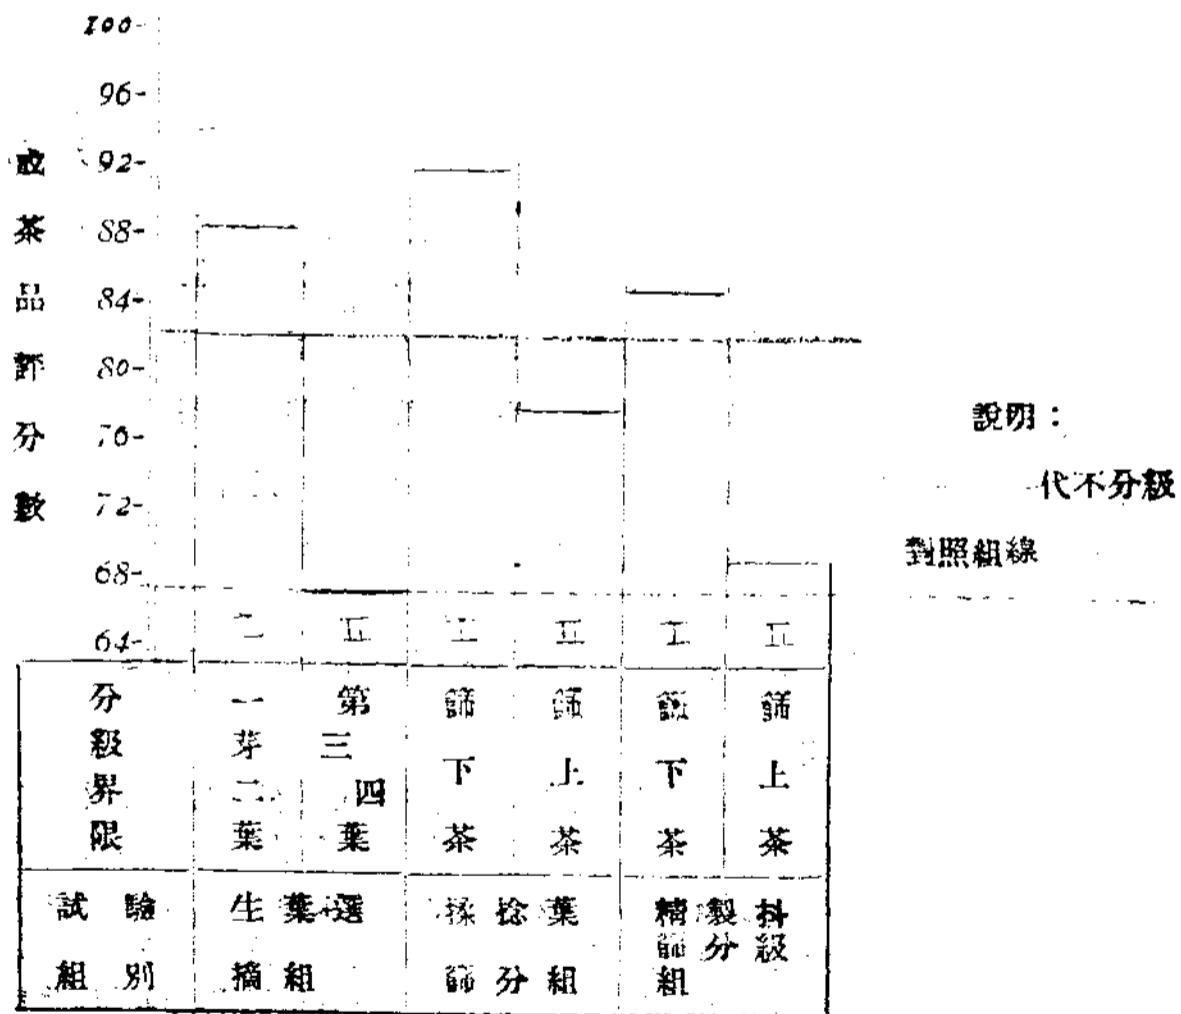 成茶品評分數
100
96
92
88
84
80
76
72
68
64
說明：
代不分級
對照組線
二 五 五 五
分級界限
一芽二葉
第三四葉
篩下茶
篩上茶
篩下茶
篩上茶
試驗組別
生葉選摘組
揉捻葉篩分組
精製科篩分級組